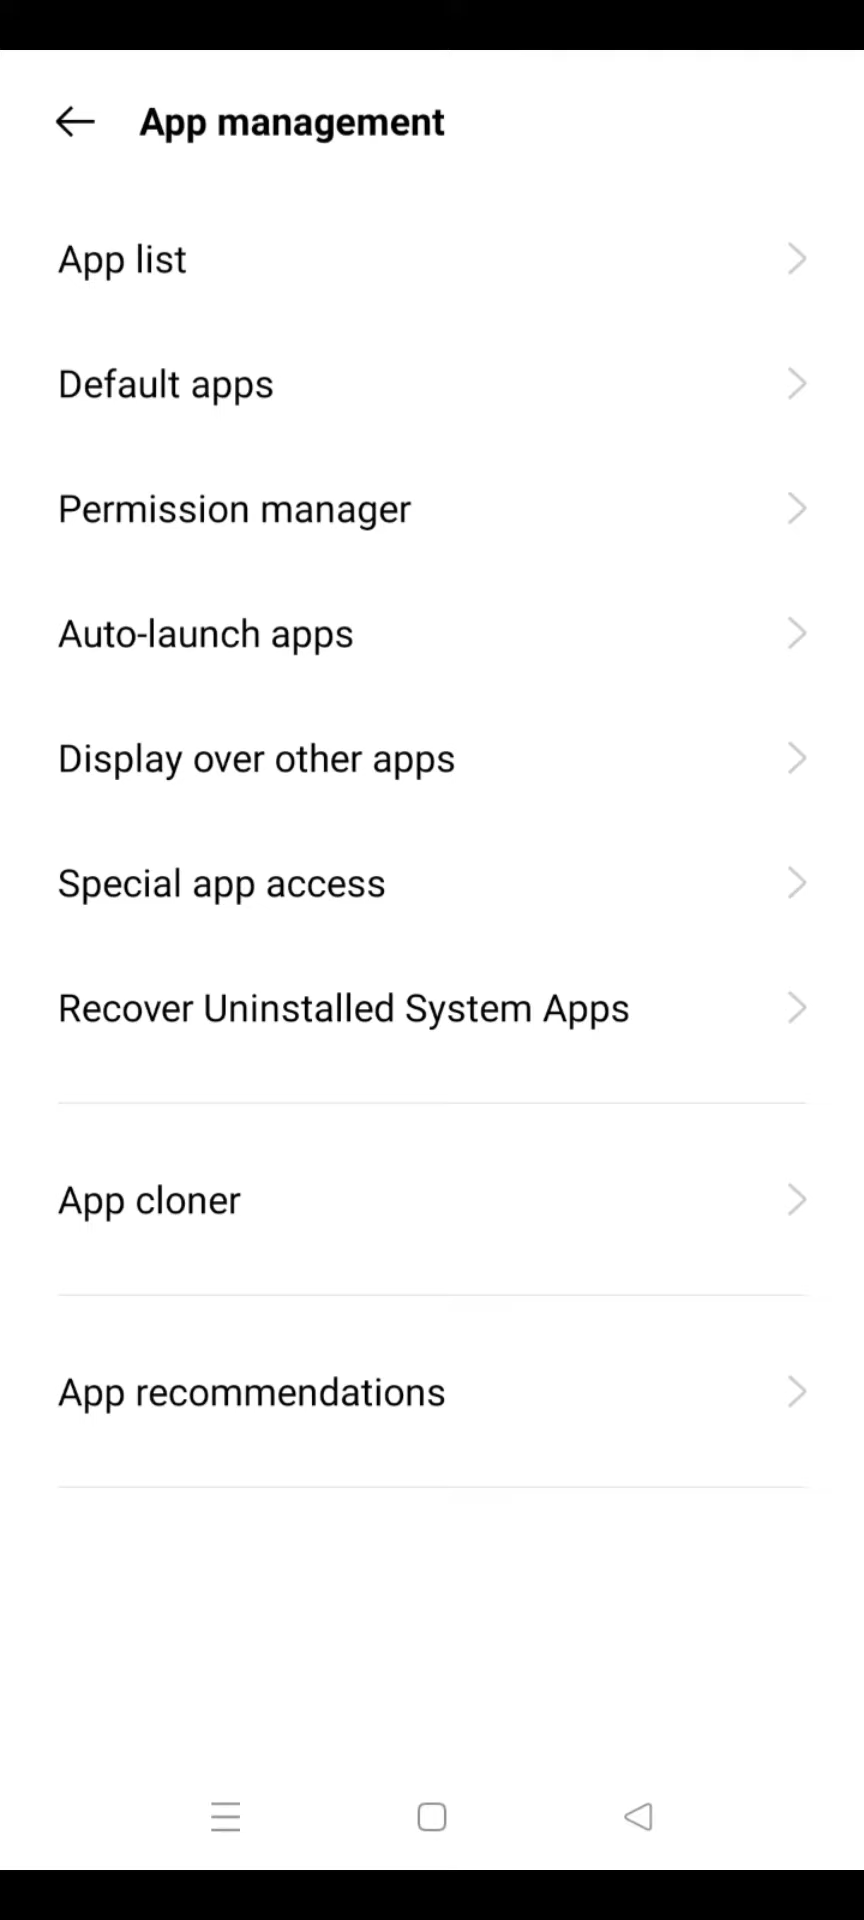 App management
App list
Default apps
Permission manager
Auto-launch apps
Display over other apps
Special app access
Recover Uninstalled System Apps
App cloner
App recommendations